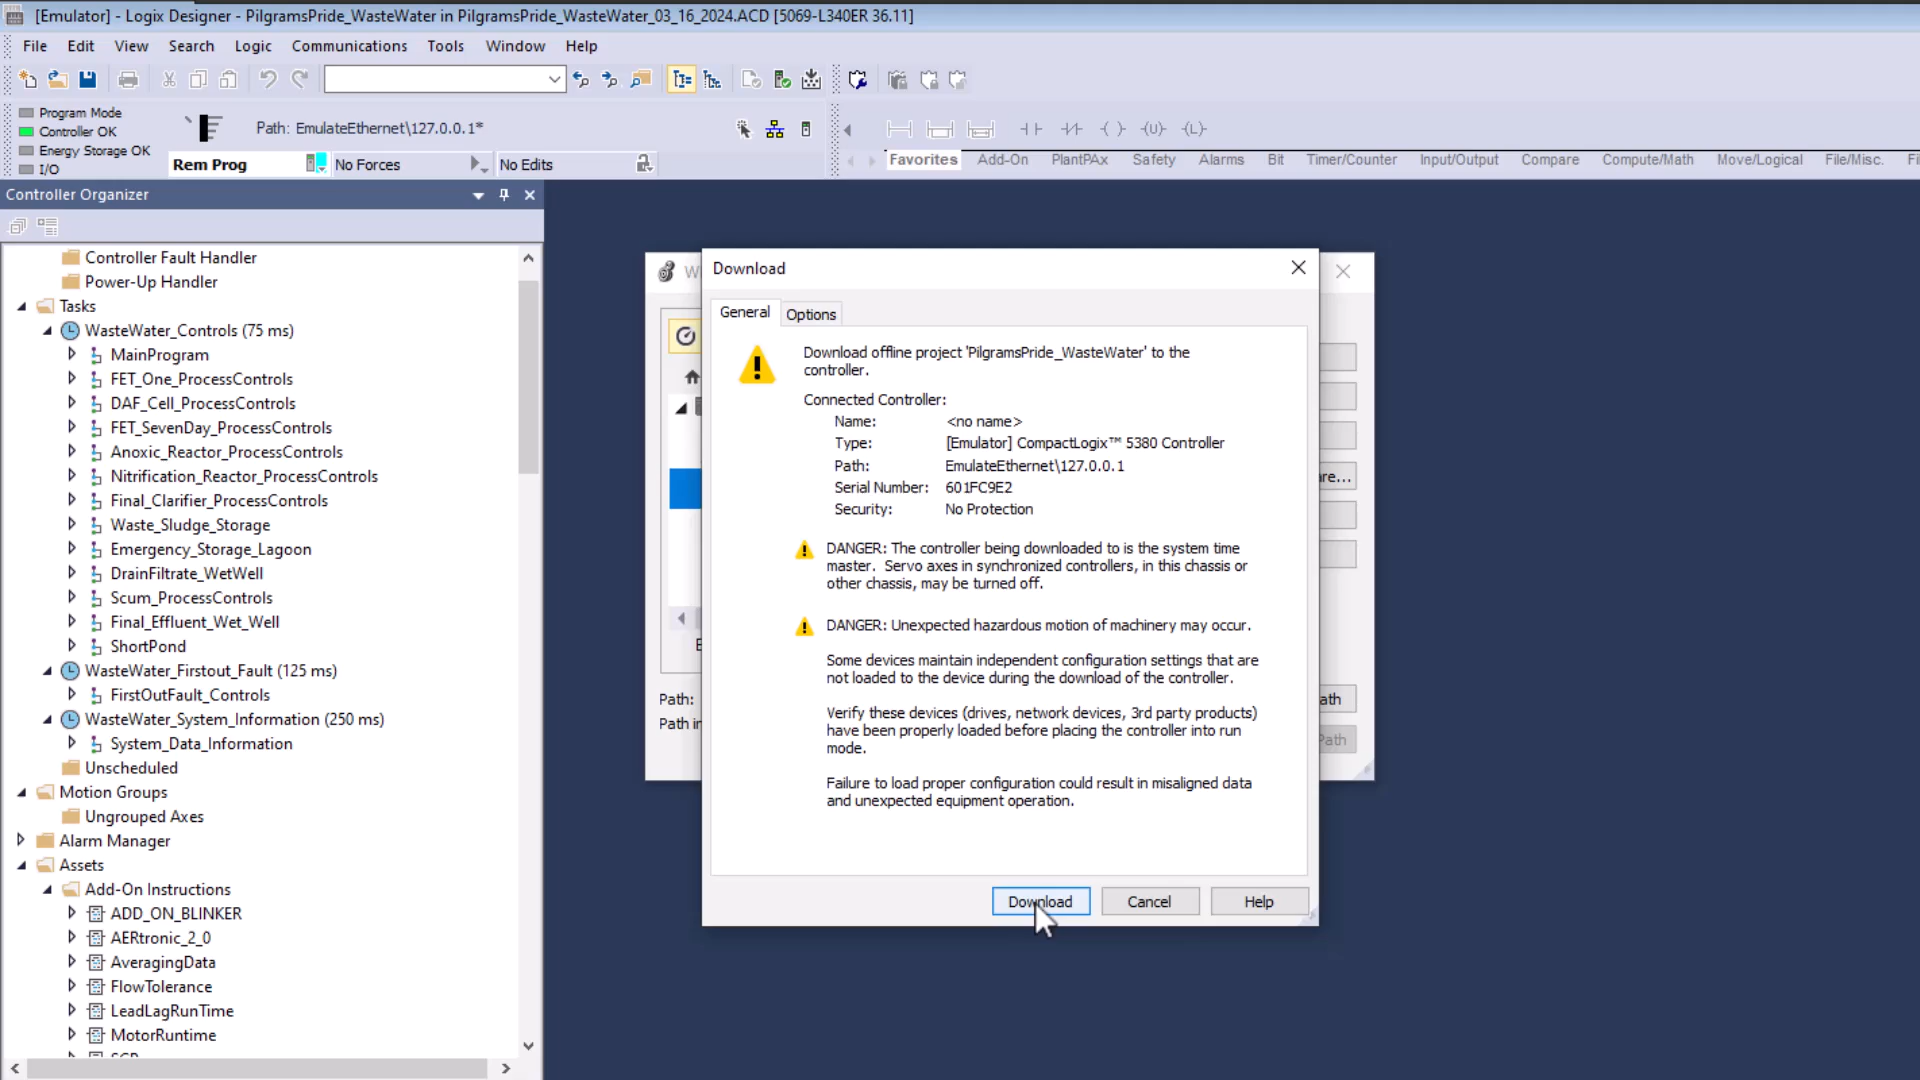 [Emulator] - Logix Designer - PilgramsPride_WasteWater in PilgramsPride_WasteWater_03_16_2024.ACD [5069-L340ER 36.11]
File Edit View Search Logic Communications Tools Window Help
Program Mode
Controller OK
Energy Storage OK
I/O
Path: EmulateEthernet\127.0.0.1*
Rem Prog No Forces No Edits
Favorites Add-On PlantPAx Safety Alarms Bit Timer/Counter Input/Output Compare Compute/Math Move/Logical File/Misc. Fi
Controller Organizer
Controller Fault Handler
Power-Up Handler
Tasks
WasteWater_Controls (75 ms)
MainProgram
FET_One_ProcessControls
DAF_Cell_ProcessControls
FET_SevenDay_ProcessControls
Anoxic_Reactor_ProcessControls
Nitrification_Reactor_ProcessControls
Final_Clarifier_ProcessControls
Waste_Sludge_Storage
Emergency_Storage_Lagoon
DrainFiltrate_WetWell
Scum_ProcessControls
Final_Effluent_Wet_Well
ShortPond
WasteWater_Firstout_Fault (125 ms)
FirstOutFault_Controls
WasteWater_System_Information (250 ms)
System_Data_Information
Unscheduled
Motion Groups
Ungrouped Axes
Alarm Manager
Assets
Add-On Instructions
ADD_ON_BLINKER
AERtronic_2_0
AveragingData
FlowTolerance
LeadLagRunTime
MotorRuntime
W
Path:
Path in
re...
ath
Path
Download
General Options
Download offline project 'PilgramsPride_WasteWater' to the
controller.
Connected Controller:
Name: <no name>
Type: [Emulator] CompactLogix™ 5380 Controller
Path: EmulateEthernet\127.0.0.1
Serial Number: 601FC9E2
Security: No Protection
DANGER: The controller being downloaded to is the system time
master. Servo axes in synchronized controllers, in this chassis or
other chassis, may be turned off.
DANGER: Unexpected hazardous motion of machinery may occur.
Some devices maintain independent configuration settings that are
not loaded to the device during the download of the controller.
Verify these devices (drives, network devices, 3rd party products)
have been properly loaded before placing the controller into run
mode.
Failure to load proper configuration could result in misaligned data
and unexpected equipment operation.
Download Cancel Help